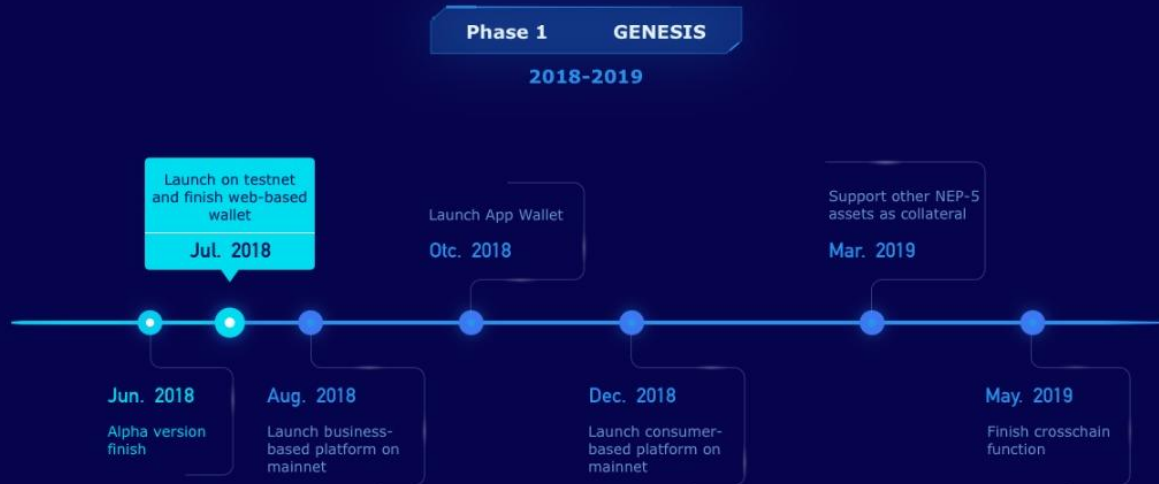 Phase 1 GENESIS
2018-2019
Launch on testnet
and finish web-based
wallet
Jul. 2018
Launch App Wallet
Otc. 2018
Support other NEP-5
assets as collateral
Mar. 2019
Jun. 2018
Alpha version
finish
Aug. 2018
Launch business-
based platform on
mainnet
Dec. 2018
Launch consumer-
based platform on
mainnet
May. 2019
Finish crosschain
function